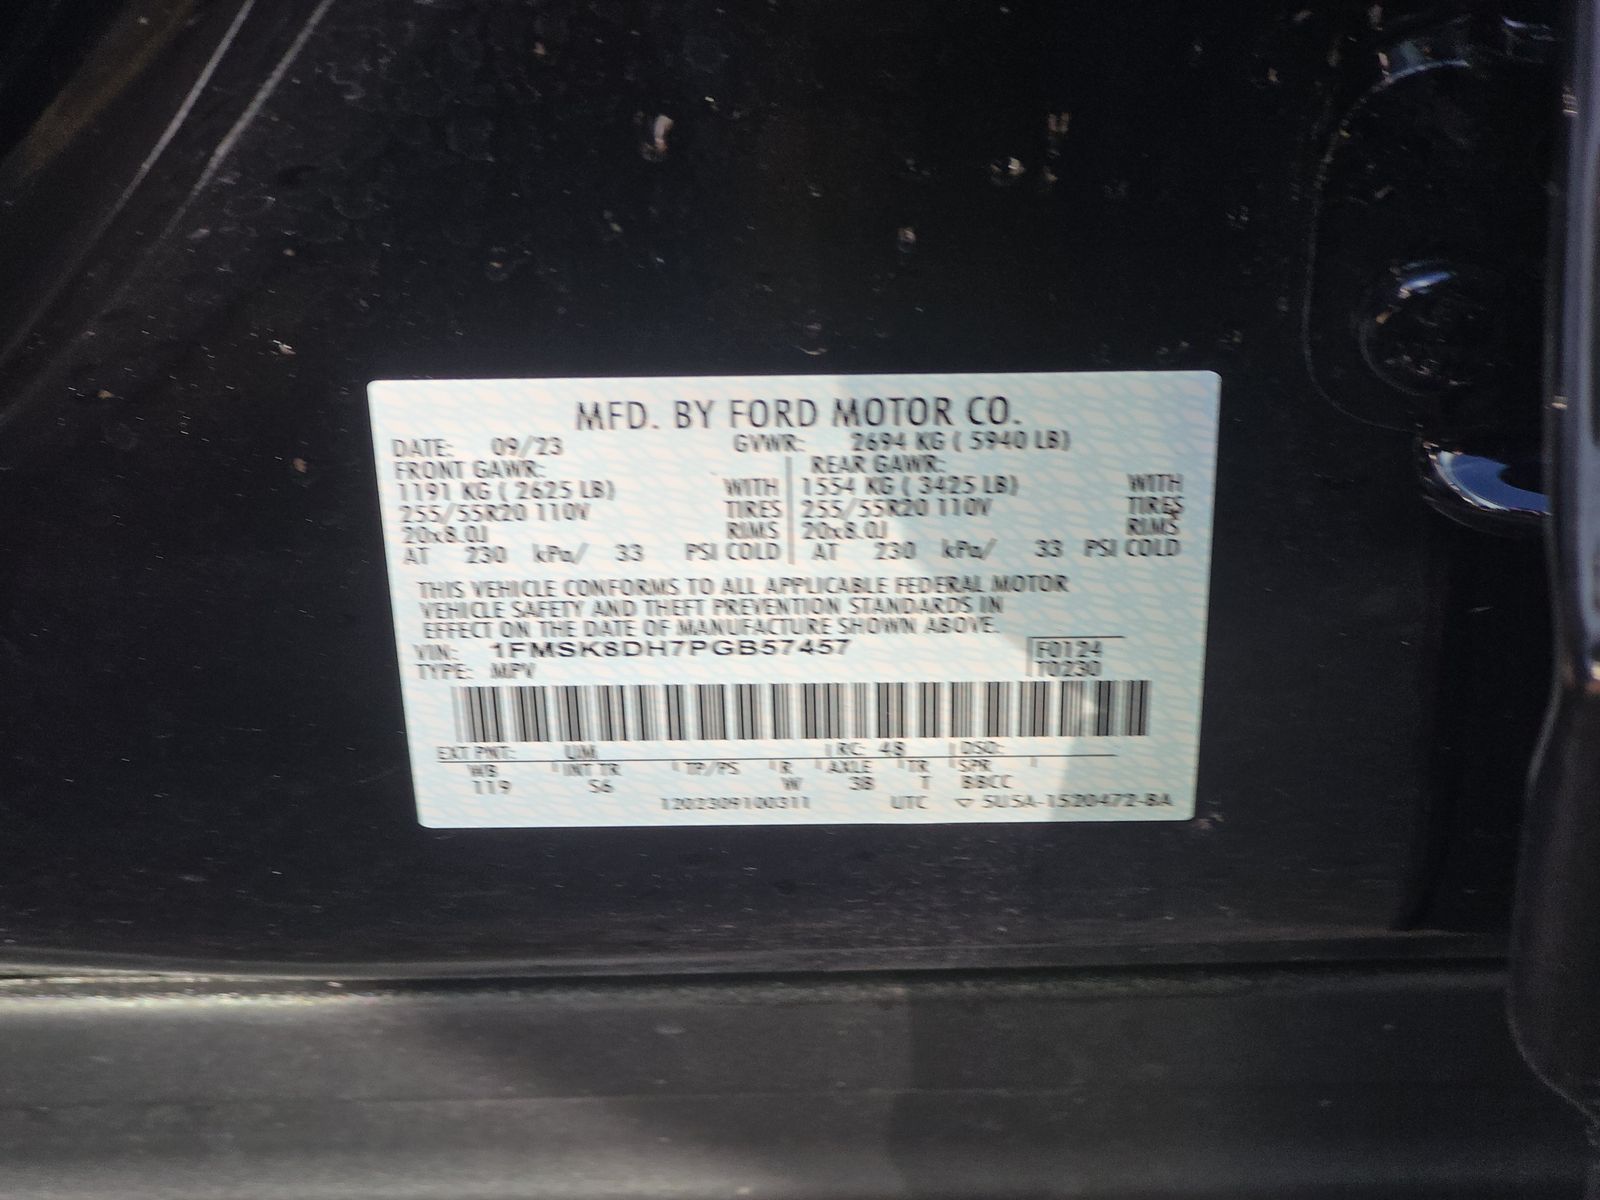 MFD. BY FORD MOTOR CO.
DATE: 09/23 GVWR: 2694 KG ( 5940 LB)
FRONT GAWR: REAR GAWR:
1191 KG ( 2625 LB) WITH 1554 KG ( 3425 LB) WITH
255/55R20 110V TIRES 255/55R20 110V TIRES
20x8.0J RIMS 20x8.0J RIMS
AT 230 kPa/ 33 PSI COLD AT 230 kPa/ 33 PSI COLD
THIS VEHICLE CONFORMS TO ALL APPLICABLE FEDERAL MOTOR
VEHICLE SAFETY AND THEFT PREVENTION STANDARDS IN
EFFECT ON THE DATE OF MANUFACTURE SHOWN ABOVE.
VIN: 1FMSK8DH7PGB57457 F0124
TYPE: MPV T0230
EXT PNT: UM RC: 48 DSO:
WB INT TR TP/PS R AXLE TR SPR
119 S6 W 3B T BBCC
1202309100311 UTC ▽ 5U5A-1520472-BA